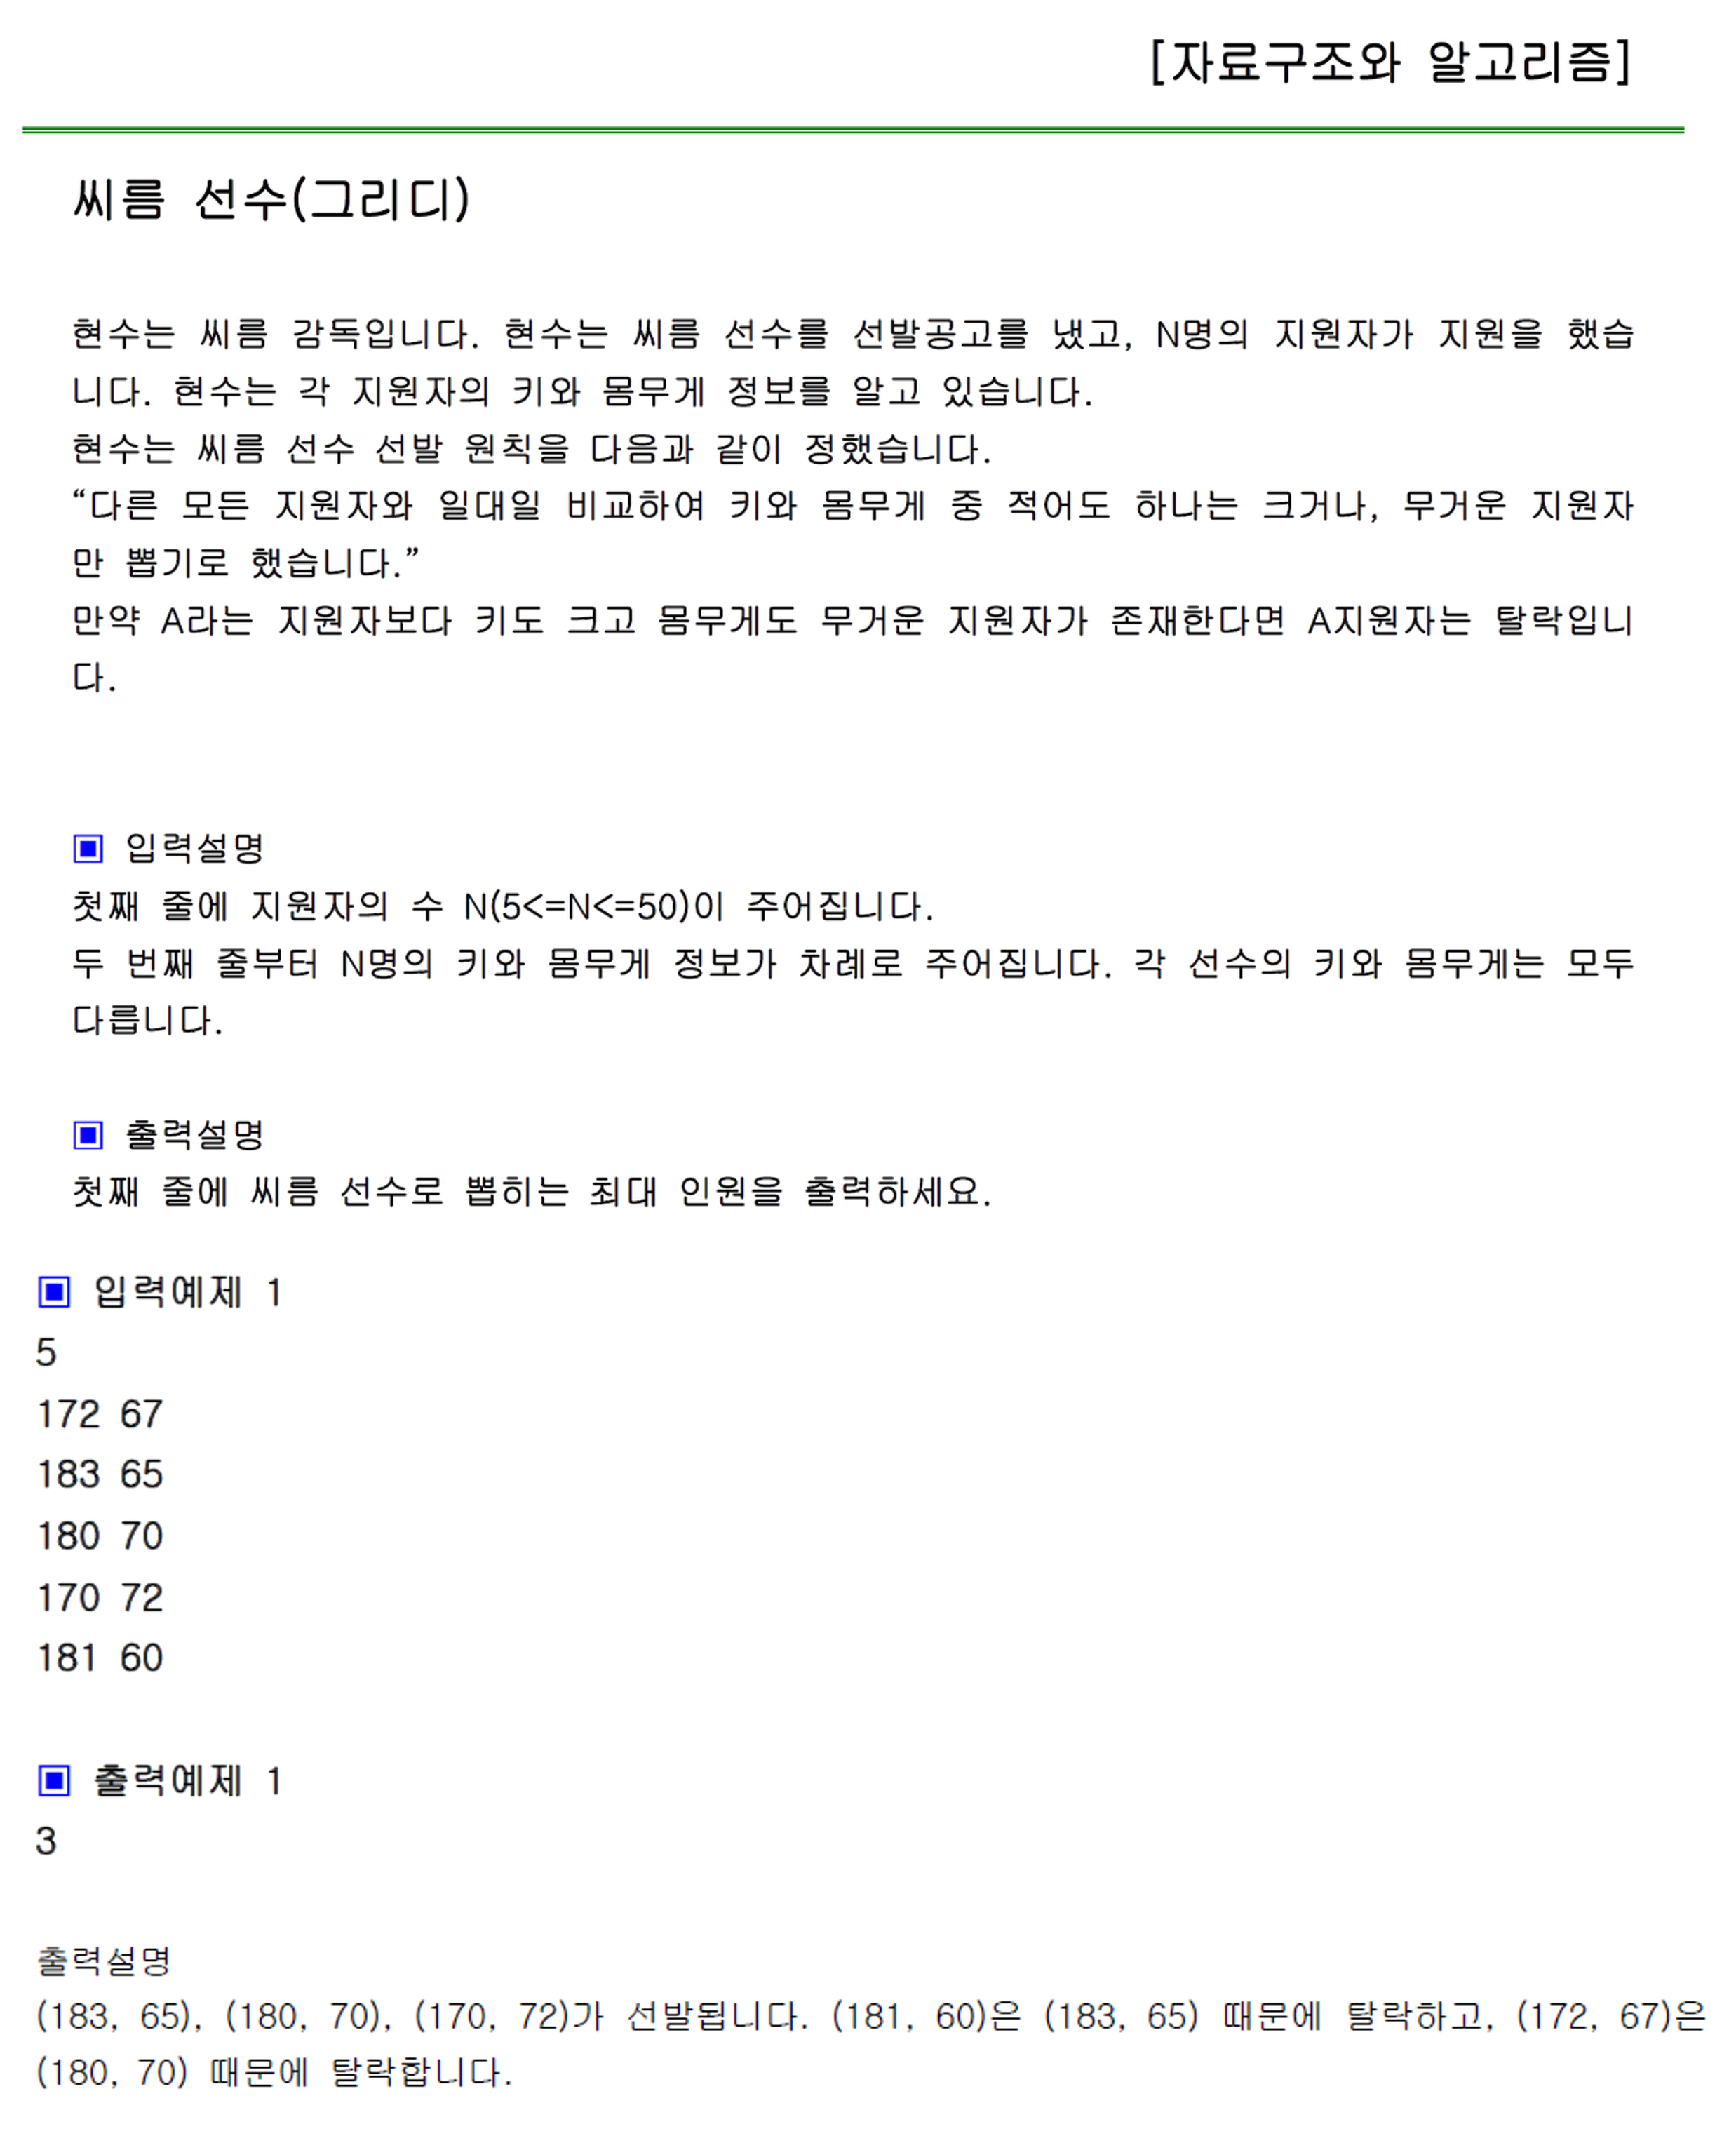 [자료구조와 알고리즘]
씨름 선수(그리디)
현수는 씨름 감독입니다. 현수는 씨름 선수를 선발공고를 냈고, N명의 지원자가 지원을 했습
니다. 현수는 각 지원자의 키와 몸무게 정보를 알고 있습니다.
현수는 씨름 선수 선발 원칙을 다음과 같이 정했습니다.
“다른 모든 지원자와 일대일 비교하여 키와 몸무게 중 적어도 하나는 크거나, 무거운 지원자
만 뽑기로 했습니다.”
만약 A라는 지원자보다 키도 크고 몸무게도 무거운 지원자가 존재한다면 A지원자는 탈락입니
다.
▣ 입력설명
첫째 줄에 지원자의 수 N(5<=N<=50)이 주어집니다.
두 번째 줄부터 N명의 키와 몸무게 정보가 차례로 주어집니다. 각 선수의 키와 몸무게는 모두
다릅니다.
▣ 출력설명
첫째 줄에 씨름 선수로 뽑히는 최대 인원을 출력하세요.
▣ 입력예제 1
5
172 67
183 65
180 70
170 72
181 60
▣ 출력예제 1
3
출력설명
(183, 65), (180, 70), (170, 72)가 선발됩니다. (181, 60)은 (183, 65) 때문에 탈락하고, (172, 67)은
(180, 70) 때문에 탈락합니다.